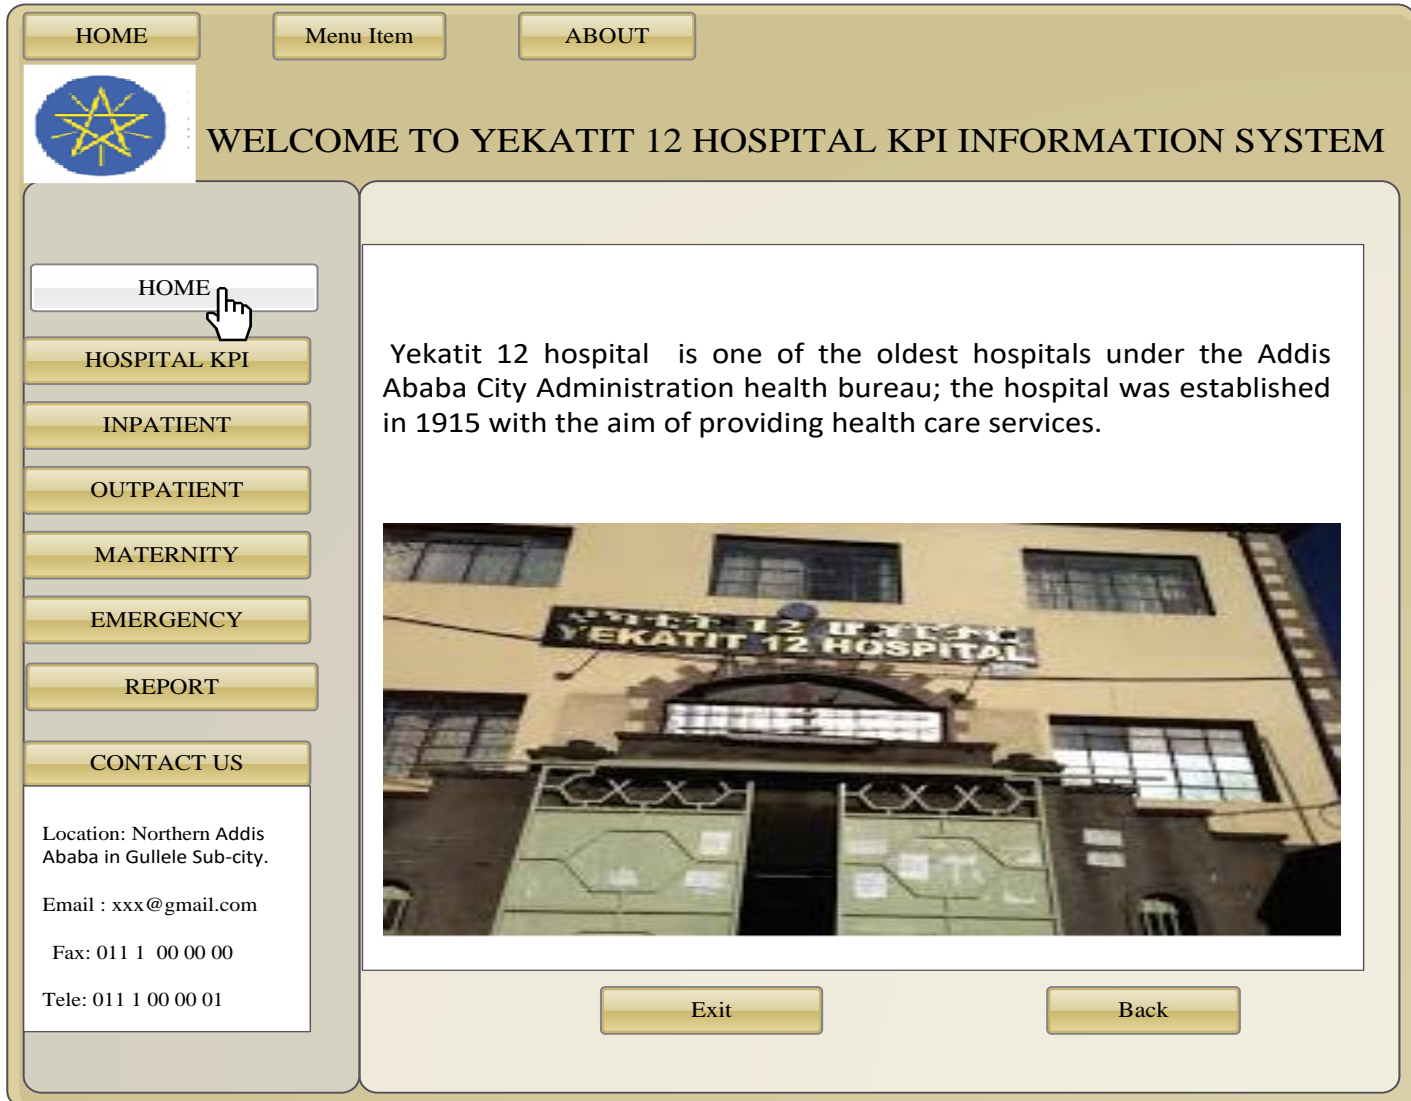 HOME
Menu Item
ABOUT
WELCOME TO YEKATIT 12 HOSPITAL KPI INFORMATION SYSTEM
HOME
HOSPITAL KPI
INPATIENT
OUTPATIENT
MATERNITY
EMERGENCY
REPORT
CONTACT US
Location: Northern Addis
Ababa in Gullele Sub-city.
Email : xxx@gmail.com
Fax: 011 1 00 00 00
Tele: 011 1 00 00 01
Yekatit 12 hospital is one of the oldest hospitals under the Addis
Ababa City Administration health bureau; the hospital was established
in 1915 with the aim of providing health care services.
12
YEKATIT 12 HOSPITAL
Exit
Back